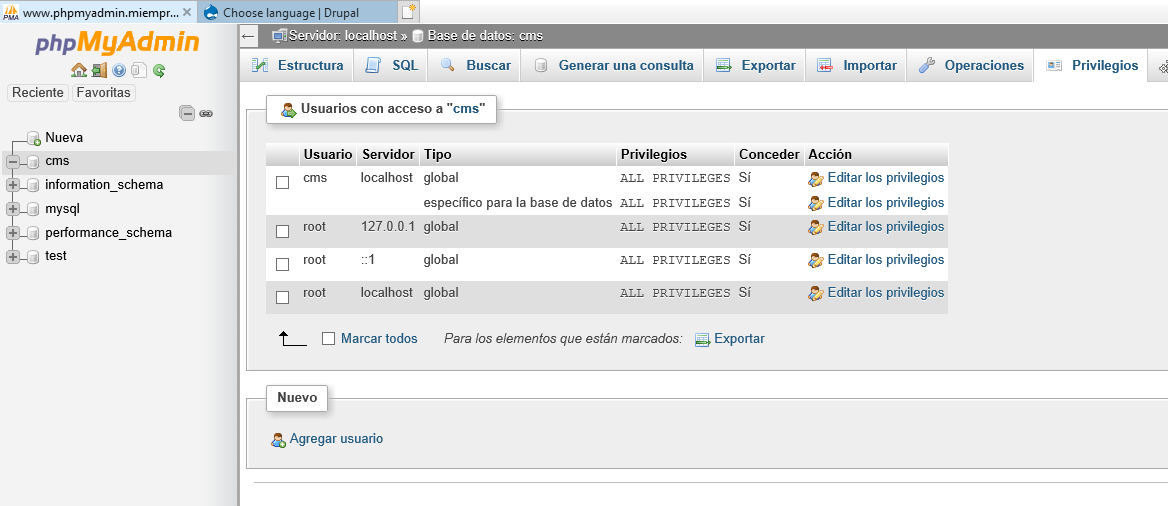 www.phpmyadmin.miempr... Choose language | Drupal
PMA
phpMyAdmin
Reciente Favoritas
Nueva
cms
information_schema
mysql
performance_schema
test
Servidor: localhost » Base de datos: cms
Estructura SQL Buscar Generar una consulta Exportar Importar Operaciones Privilegios
Usuarios con acceso a "cms"
Usuario Servidor Tipo Privilegios Conceder Acción
cms localhost global ALL PRIVILEGES Sí Editar los privilegios
específico para la base de datos ALL PRIVILEGES Sí Editar los privilegios
root 127.0.0.1 global ALL PRIVILEGES Sí Editar los privilegios
root ::1 global ALL PRIVILEGES Sí Editar los privilegios
root localhost global ALL PRIVILEGES Sí Editar los privilegios
Marcar todos Para los elementos que están marcados: Exportar
Nuevo
Agregar usuario